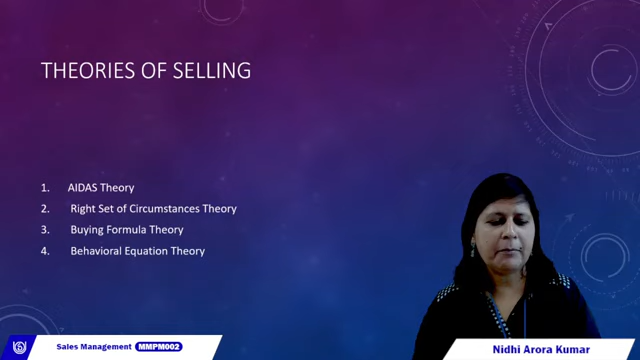 THEORIES OF SELLING
1. AIDAS Theory
2. Right Set of Circumstances Theory
3. Buying Formula Theory
4. Behavioral Equation Theory
Sales Management MMPM002
Nidhi Arora Kumar